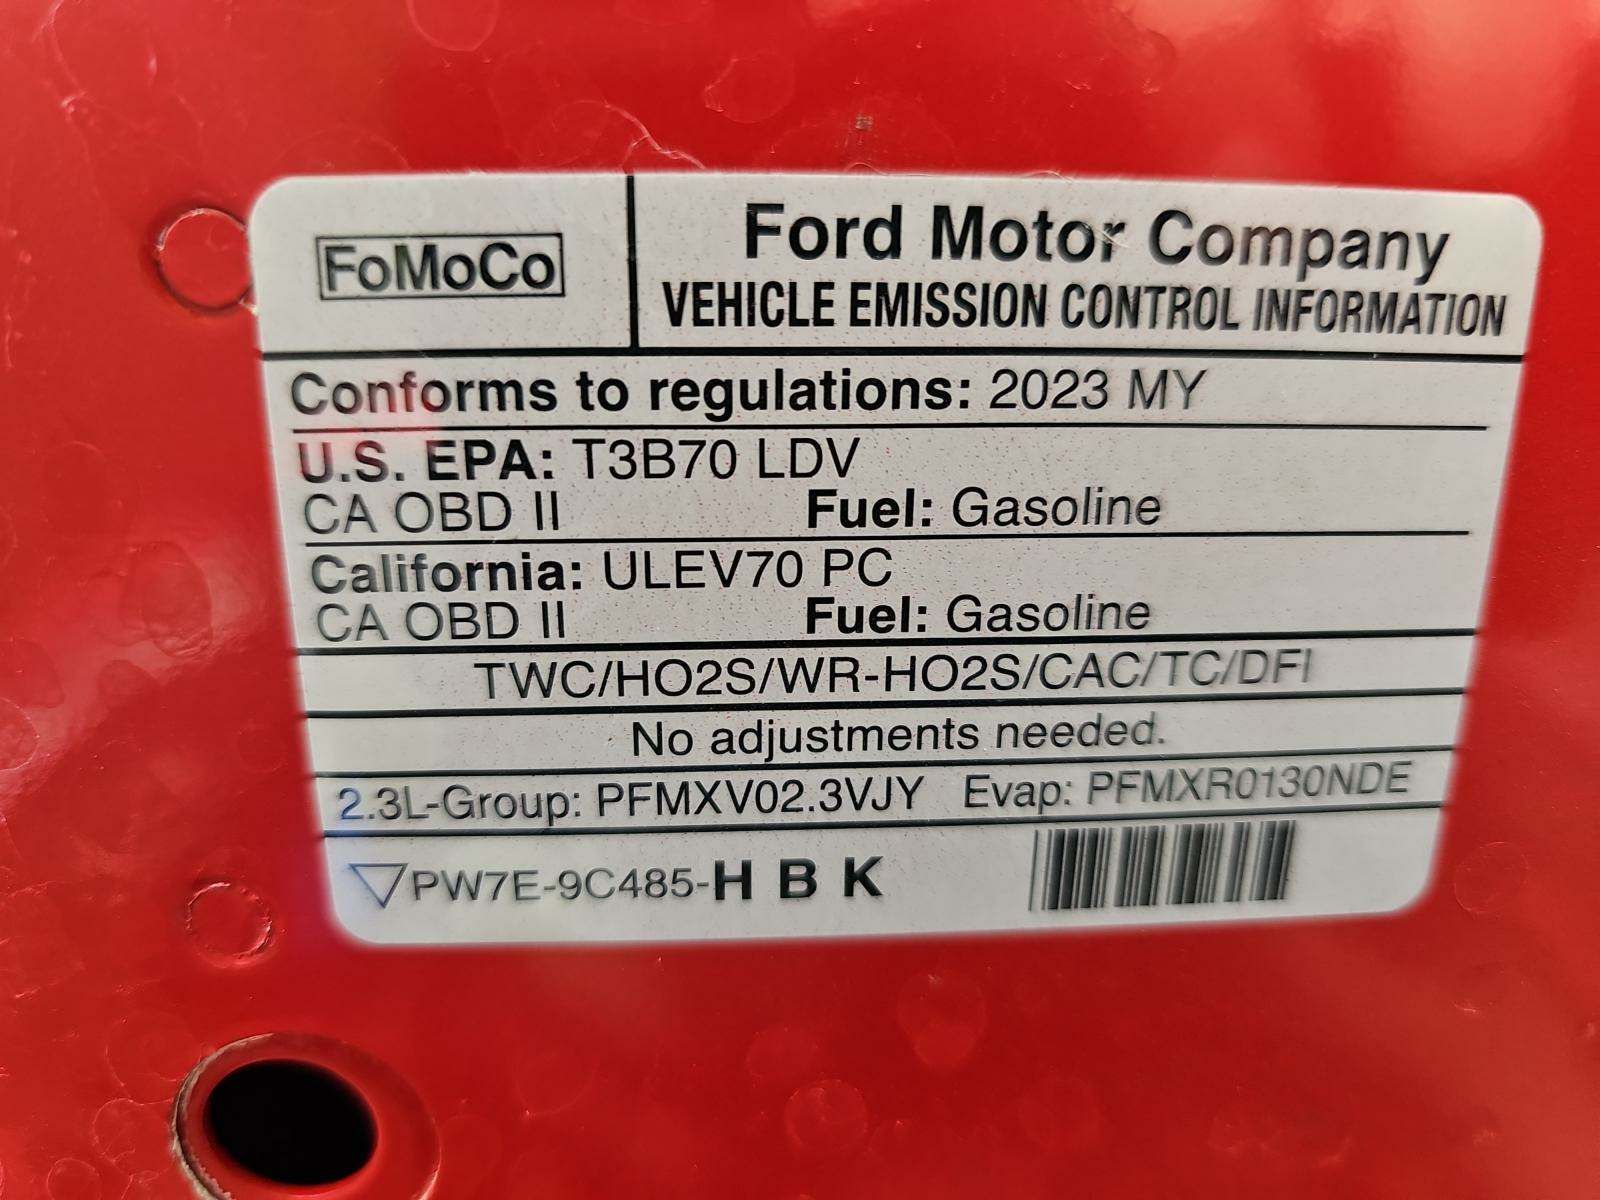 FoMoCo
Ford Motor Company
VEHICLE EMISSION CONTROL INFORMATION
Conforms to regulations: 2023 MY
U.S. EPA: T3B70 LDV
CA OBD II Fuel: Gasoline
California: ULEV70 PC
CA OBD II Fuel: Gasoline
TWC/HO2S/WR-HO2S/CAC/TC/DFI
No adjustments needed.
2.3L-Group: PFMXV02.3VJY Evap: PFMXR0130NDE
▽PW7E-9C485-H B K